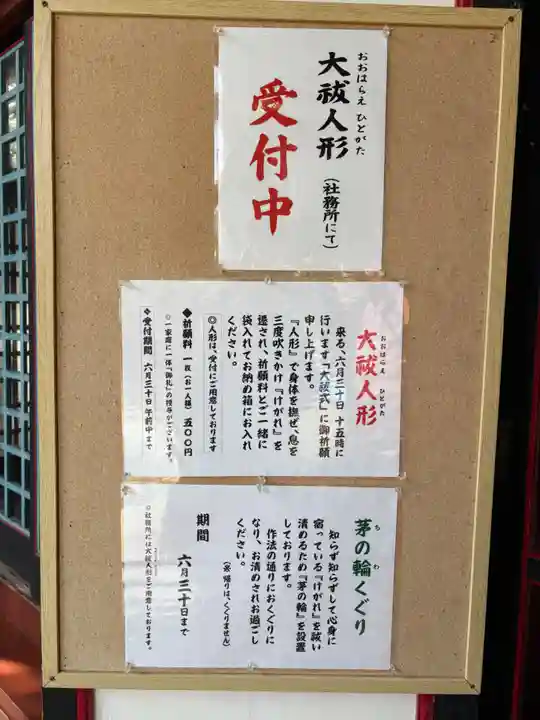 大祓人形
おおはらえ ひとがた
(社務所にて)
受付中
大祓人形
おおはらえ ひとがた
来る、六月三十日 十五時に
行います「大祓式」に御祈願
申し上げます。
『人形』で身体を撫ぜ、息を
三度吹きかけ『けがれ』を
遷され、祈願料とご一緒に
袋入れてお納め箱にお入れ
ください。
◎人形は、受付にご用意しております
◆祈願料 一枚(お一人様) 五００円
◎一家庭に一体「御札」の授与がございます。
❖受付期間 六月三十日 午前中まで
茅の輪くぐり
ち わ
知らず知らずして心身に
宿っている『けがれ』を祓い
清めるため『茅の輪』を設置
しております。
作法の通りにおくぐりに
なり、お清めされお過ごし
ください。
(※ 帰りは、くぐりません)
期間
六月三十日まで
◎社務所には大祓人形をご用意しております。